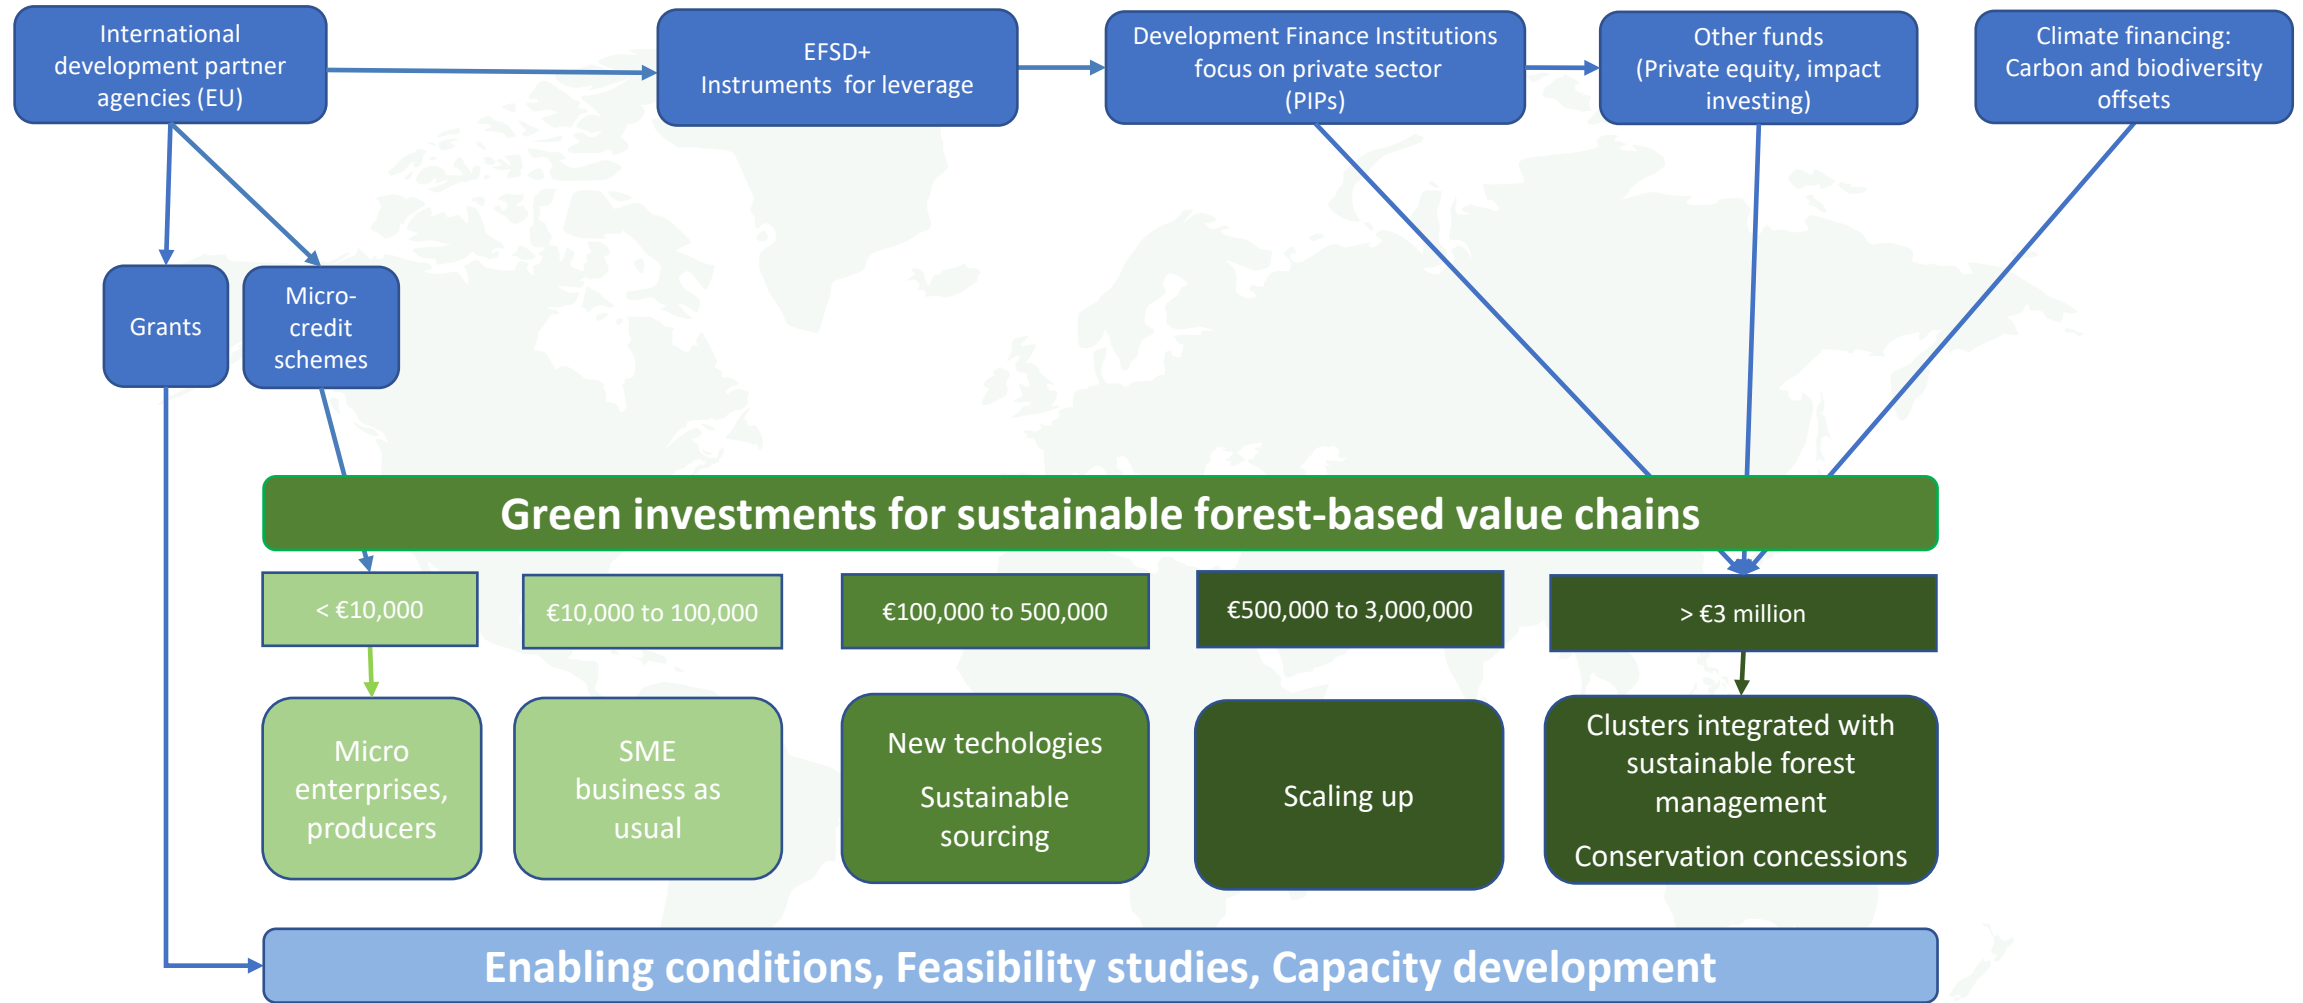 International
development partner
agencies (EU)
EFSD+
Instruments for leverage
Development Finance Institutions
focus on private sector
(PIPs)
Other funds
(Private equity, impact
investing)
Climate financing:
Carbon and biodiversity
offsets
Grants
Micro-
credit
schemes
Green investments for sustainable forest-based value chains
< €10,000
€10,000 to 100,000
€100,000 to 500,000
€500,000 to 3,000,000
> €3 million
Micro
enterprises,
producers
SME
business as
usual
New techologies
Sustainable
sourcing
Scaling up
Clusters integrated with
sustainable forest
management
Conservation concessions
Enabling conditions, Feasibility studies, Capacity development